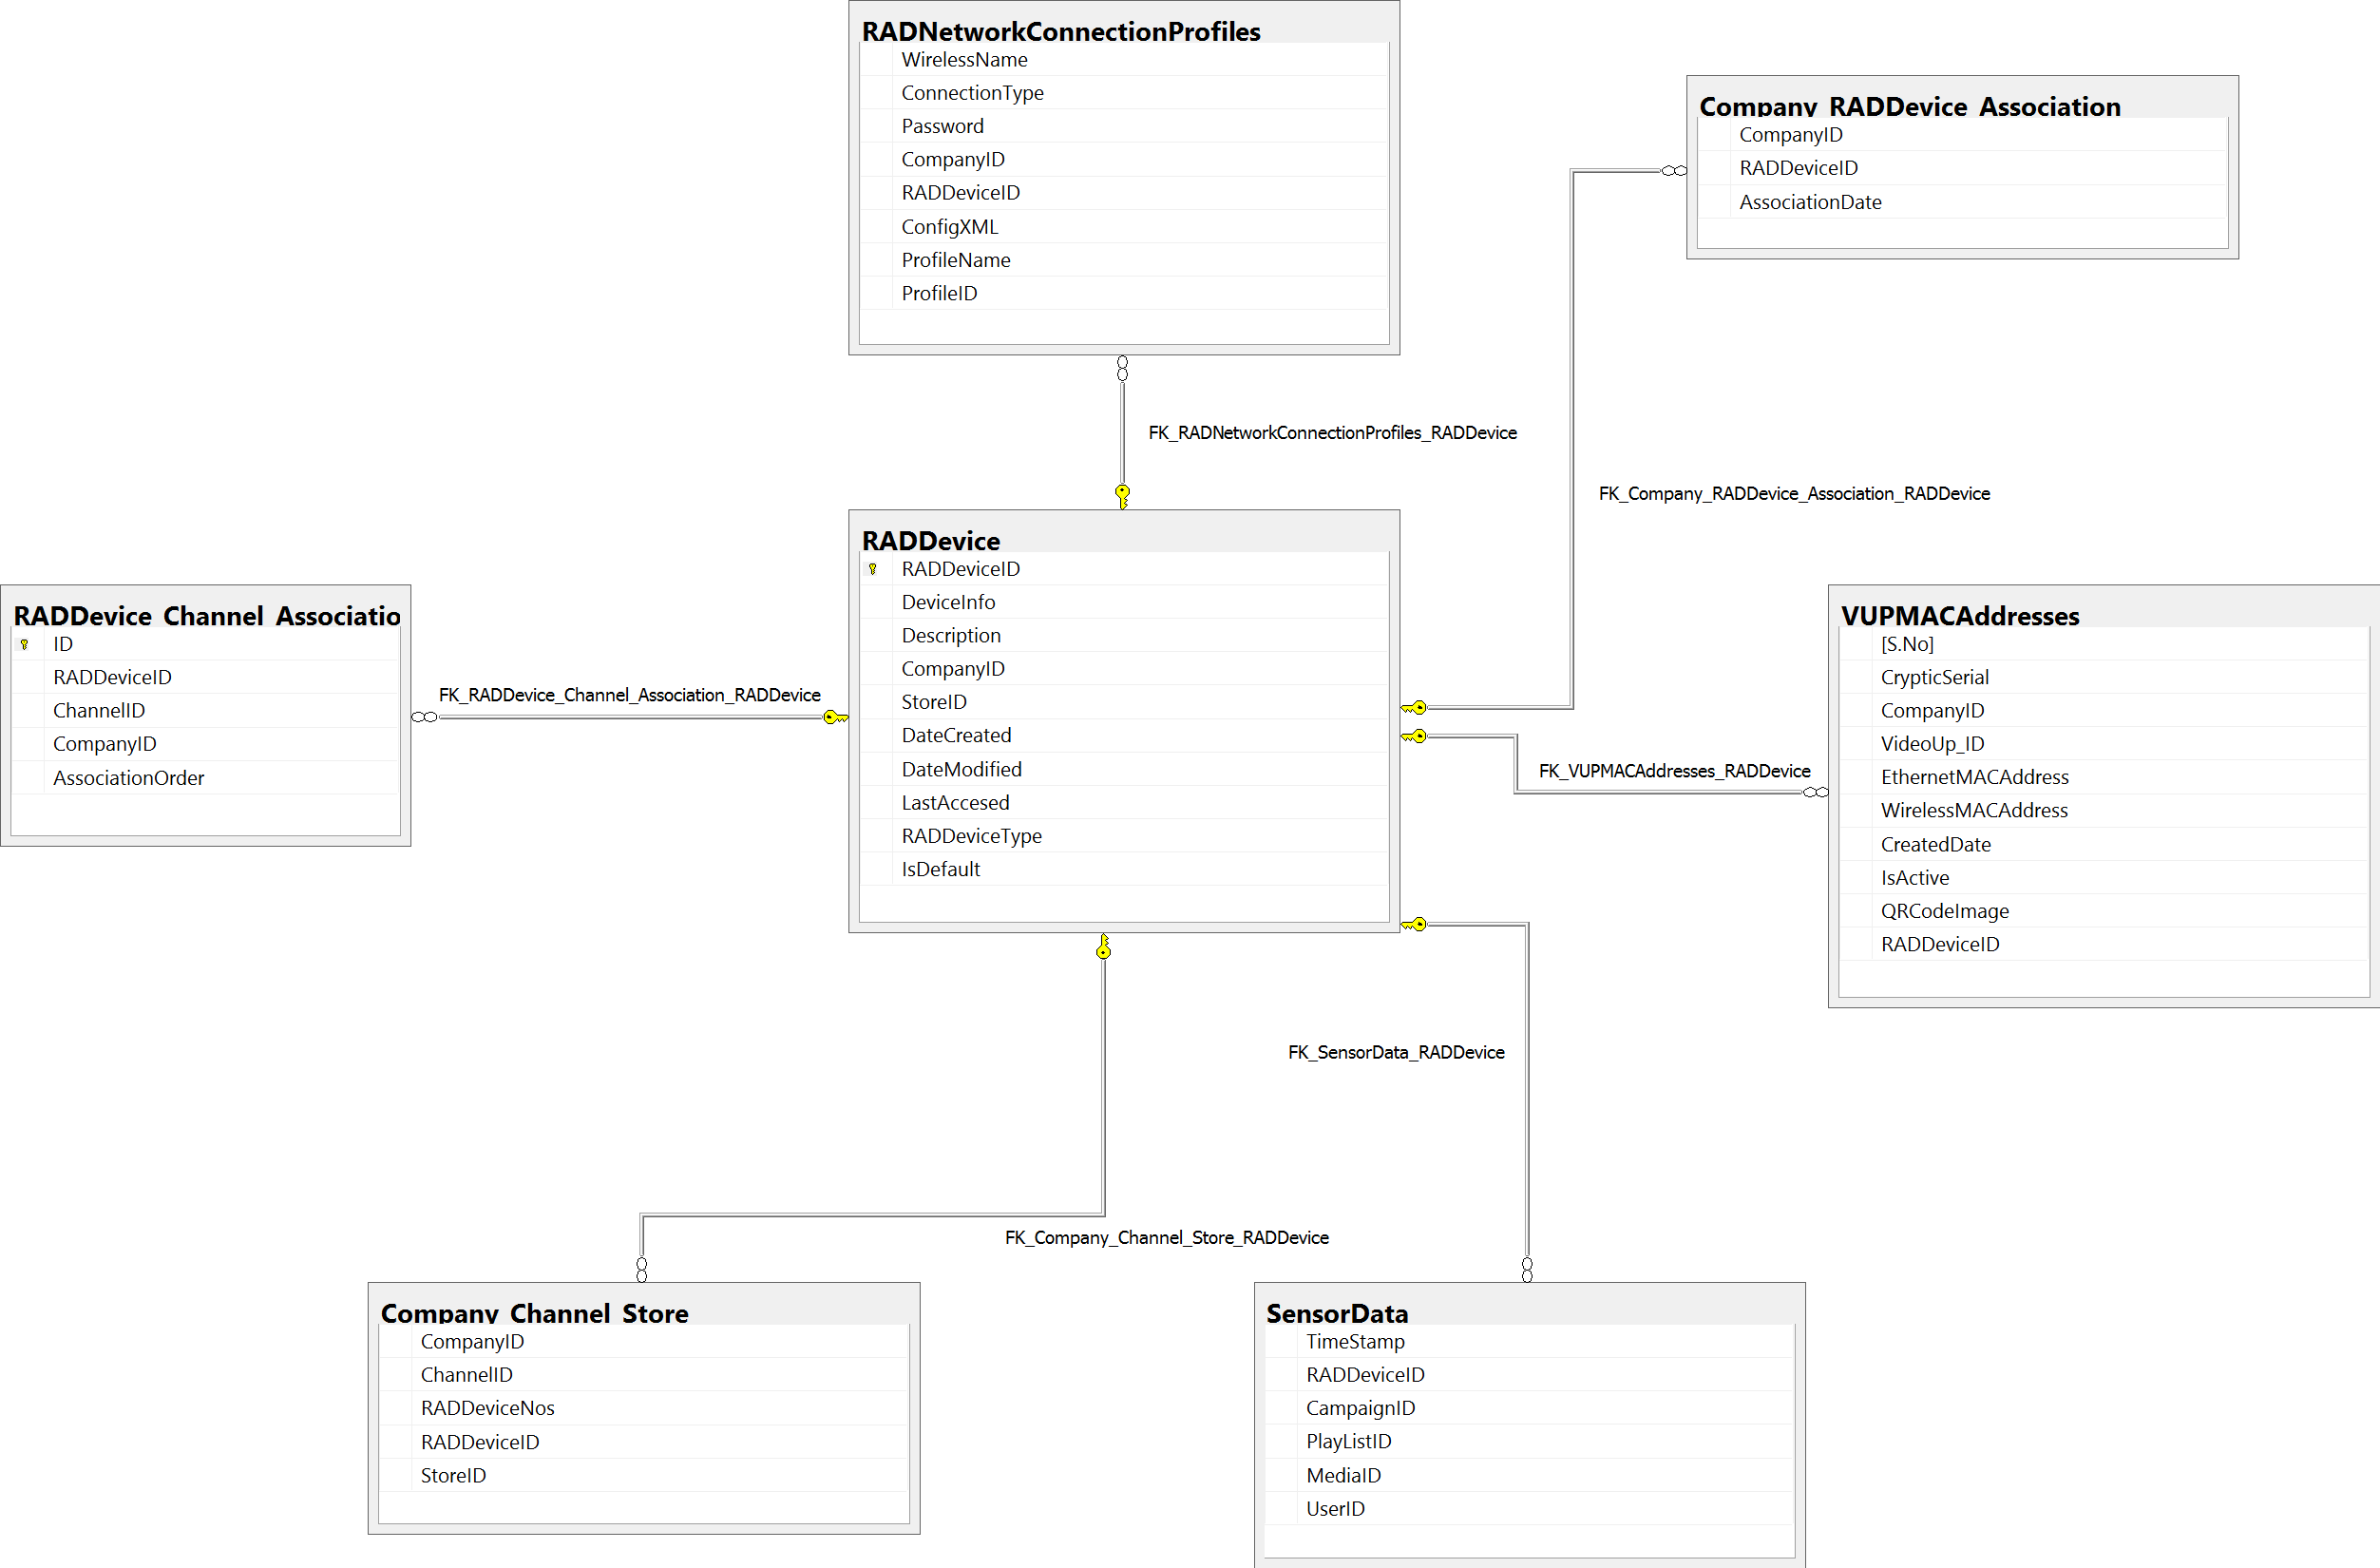 RADNetworkConnectionProfiles
WirelessName
ConnectionType
Password
CompanyID
RADDeviceID
ConfigXML
ProfileName
ProfileID
Company_RADDevice_Association
CompanyID
RADDeviceID
AssociationDate
FK_RADNetworkConnectionProfiles_RADDevice
FK_Company_RADDevice_Association_RADDevice
RADDevice
RADDeviceID
DeviceInfo
Description
CompanyID
StoreID
DateCreated
DateModified
LastAccesed
RADDeviceType
IsDefault
RADDevice_Channel_Associatio
ID
RADDeviceID
ChannelID
CompanyID
AssociationOrder
FK_RADDevice_Channel_Association_RADDevice
VUPMACAddresses
[S.No]
CrypticSerial
CompanyID
VideoUp_ID
EthernetMACAddress
WirelessMACAddress
CreatedDate
IsActive
QRCodeImage
RADDeviceID
FK_VUPMACAddresses_RADDevice
FK_SensorData_RADDevice
FK_Company_Channel_Store_RADDevice
Company_Channel_Store
CompanyID
ChannelID
RADDeviceNos
RADDeviceID
StoreID
SensorData
TimeStamp
RADDeviceID
CampaignID
PlayListID
MediaID
UserID